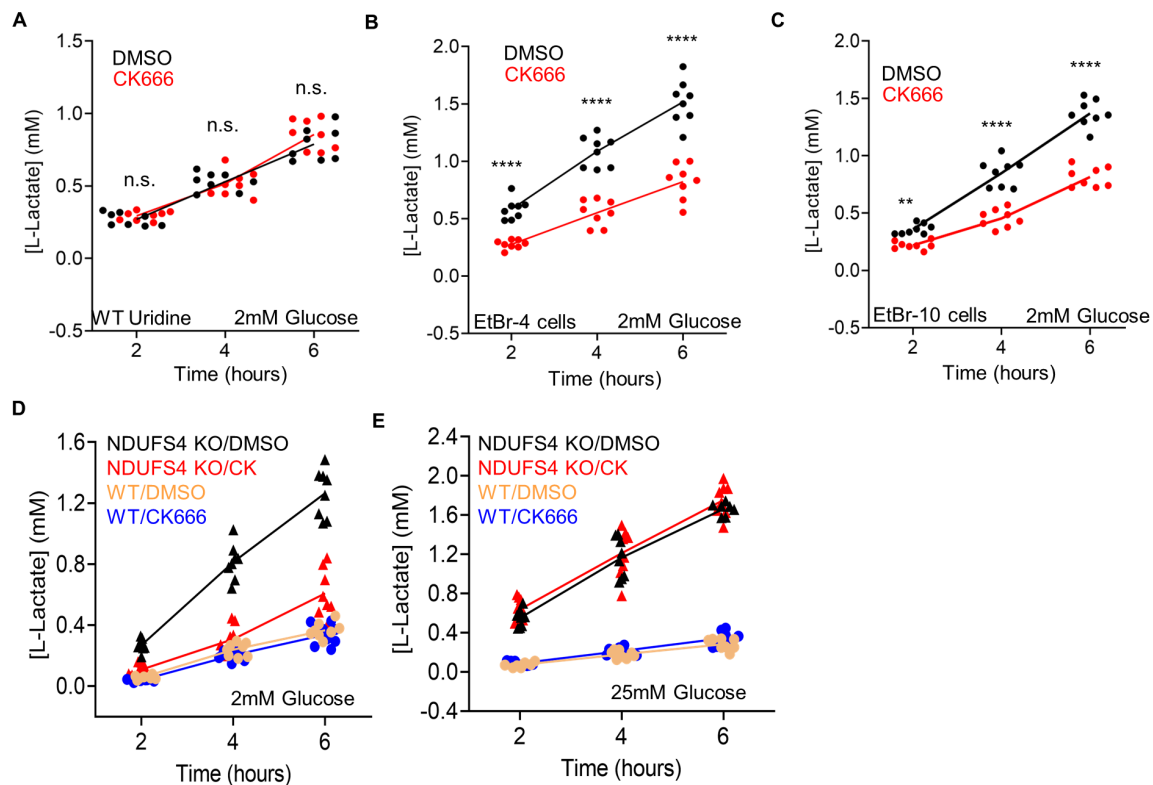 A
1.5
1.0
0.5
0.0
-0.5
[L-Lactate] (mM)
DMSO
CK666
n.s.
n.s.
n.s.
WT Uridine
2mM Glucose
2
4
6
Time (hours)
B
2.0
1.5
1.0
0.5
0.0
-0.5
[L-Lactate] (mM)
DMSO
CK666
****
****
****
EtBr-4 cells
2mM Glucose
2
4
6
Time (hours)
C
2.0
1.5
1.0
0.5
0.0
-0.5
[L-Lactate] (mM)
DMSO
CK666
**
****
****
EtBr-10 cells
2mM Glucose
2
4
6
Time (hours)
D
1.6
1.2
0.8
0.4
0.0
[L-Lactate] (mM)
NDUFS4 KO/DMSO
NDUFS4 KO/CK
WT/DMSO
WT/CK666
2mM Glucose
2
4
6
Time (hours)
E
2.4
2.0
1.6
1.2
0.8
0.4
0.0
-0.4
[L-Lactate] (mM)
NDUFS4 KO/DMSO
NDUFS4 KO/CK
WT/DMSO
WT/CK666
25mM Glucose
2
4
6
Time (hours)